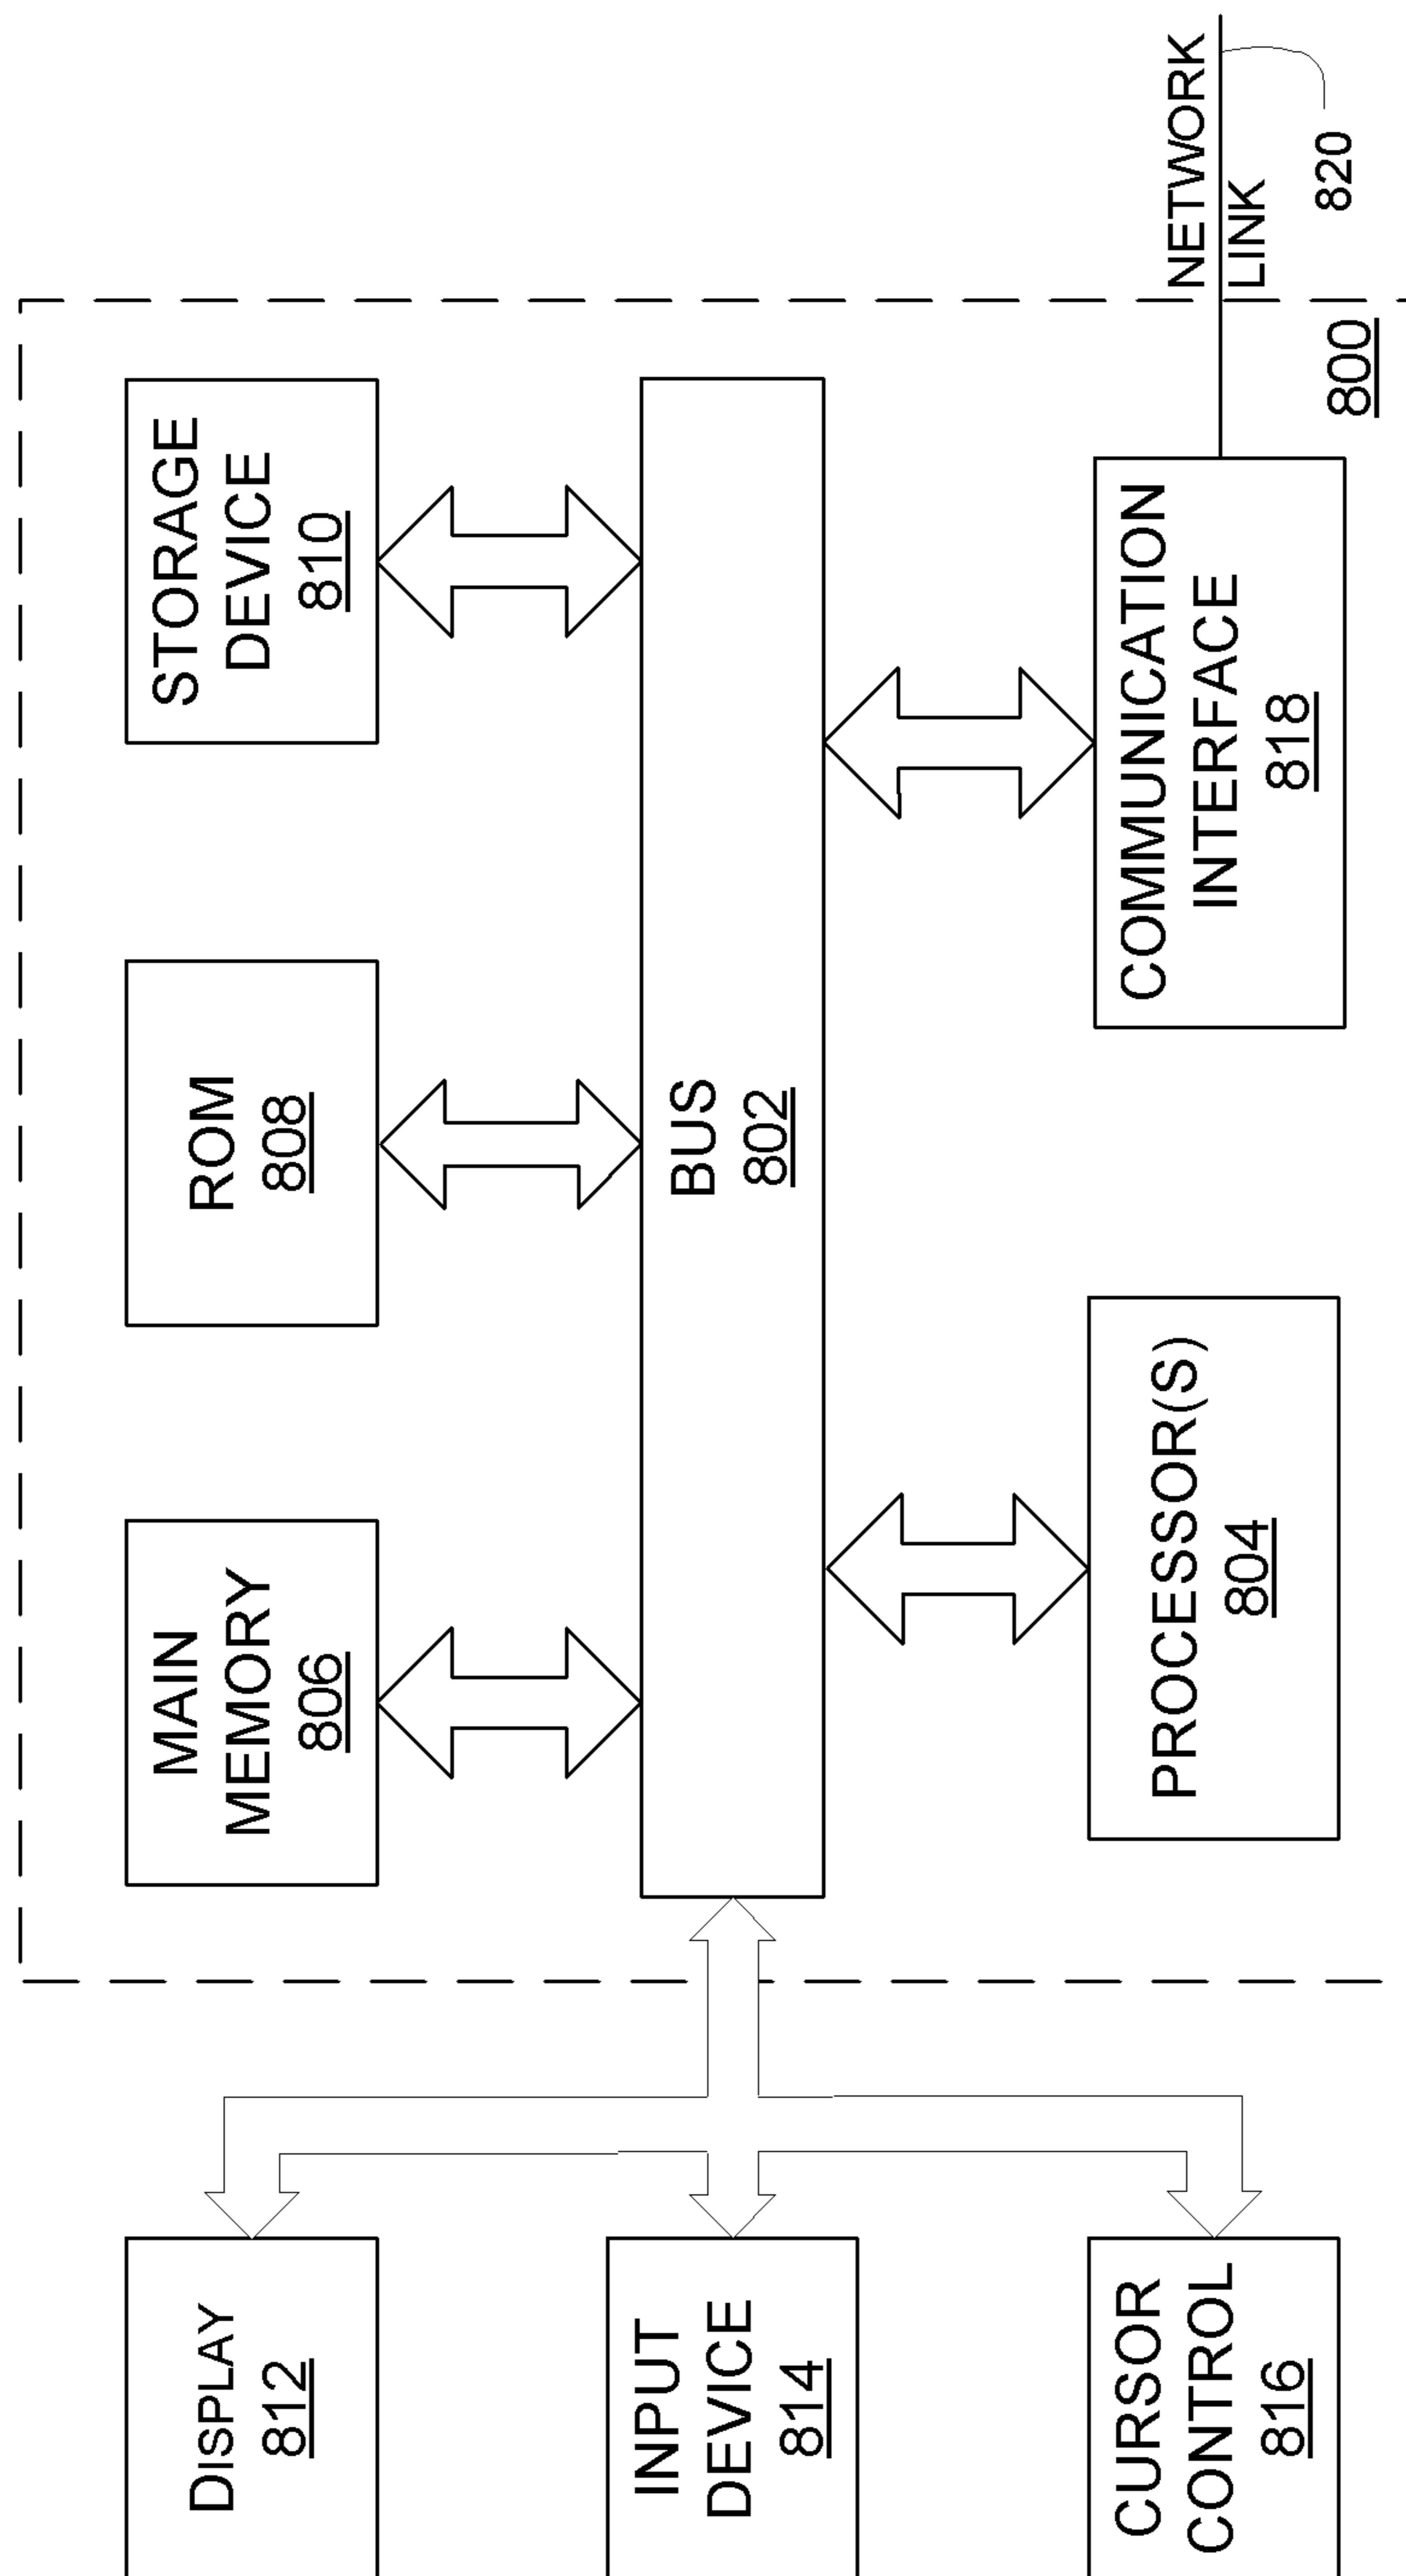 DISPLAY
812
INPUT
DEVICE
814
CURSOR
CONTROL
816
MAIN
MEMORY
806
ROM
808
STORAGE
DEVICE
810
BUS
802
PROCESSOR(S)
804
COMMUNICATION
INTERFACE
818
800
NETWORK
LINK
820